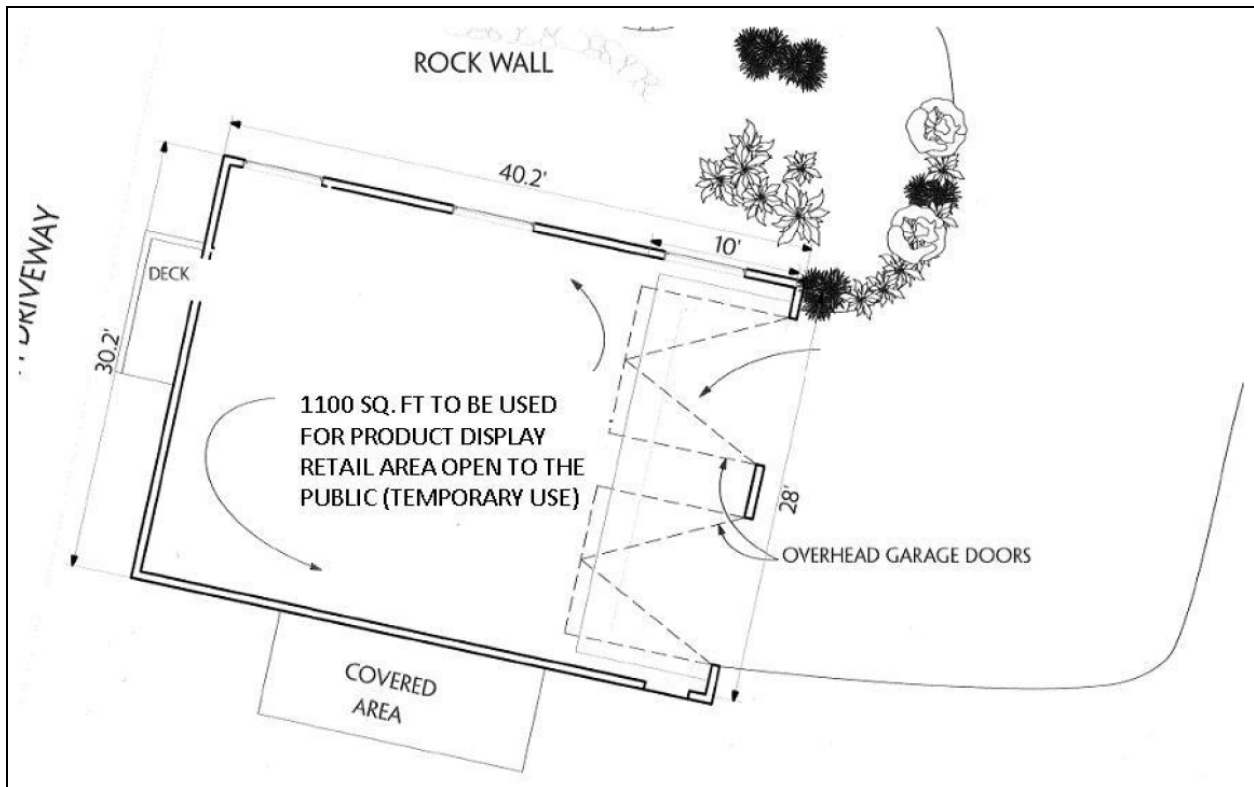 ROCK WALL
40.2'
10'
DRIVEWAY
DECK
30.2'
1100 SQ. FT TO BE USED
FOR PRODUCT DISPLAY
RETAIL AREA OPEN TO THE
PUBLIC (TEMPORARY USE)
28'
OVERHEAD GARAGE DOORS
COVERED
AREA